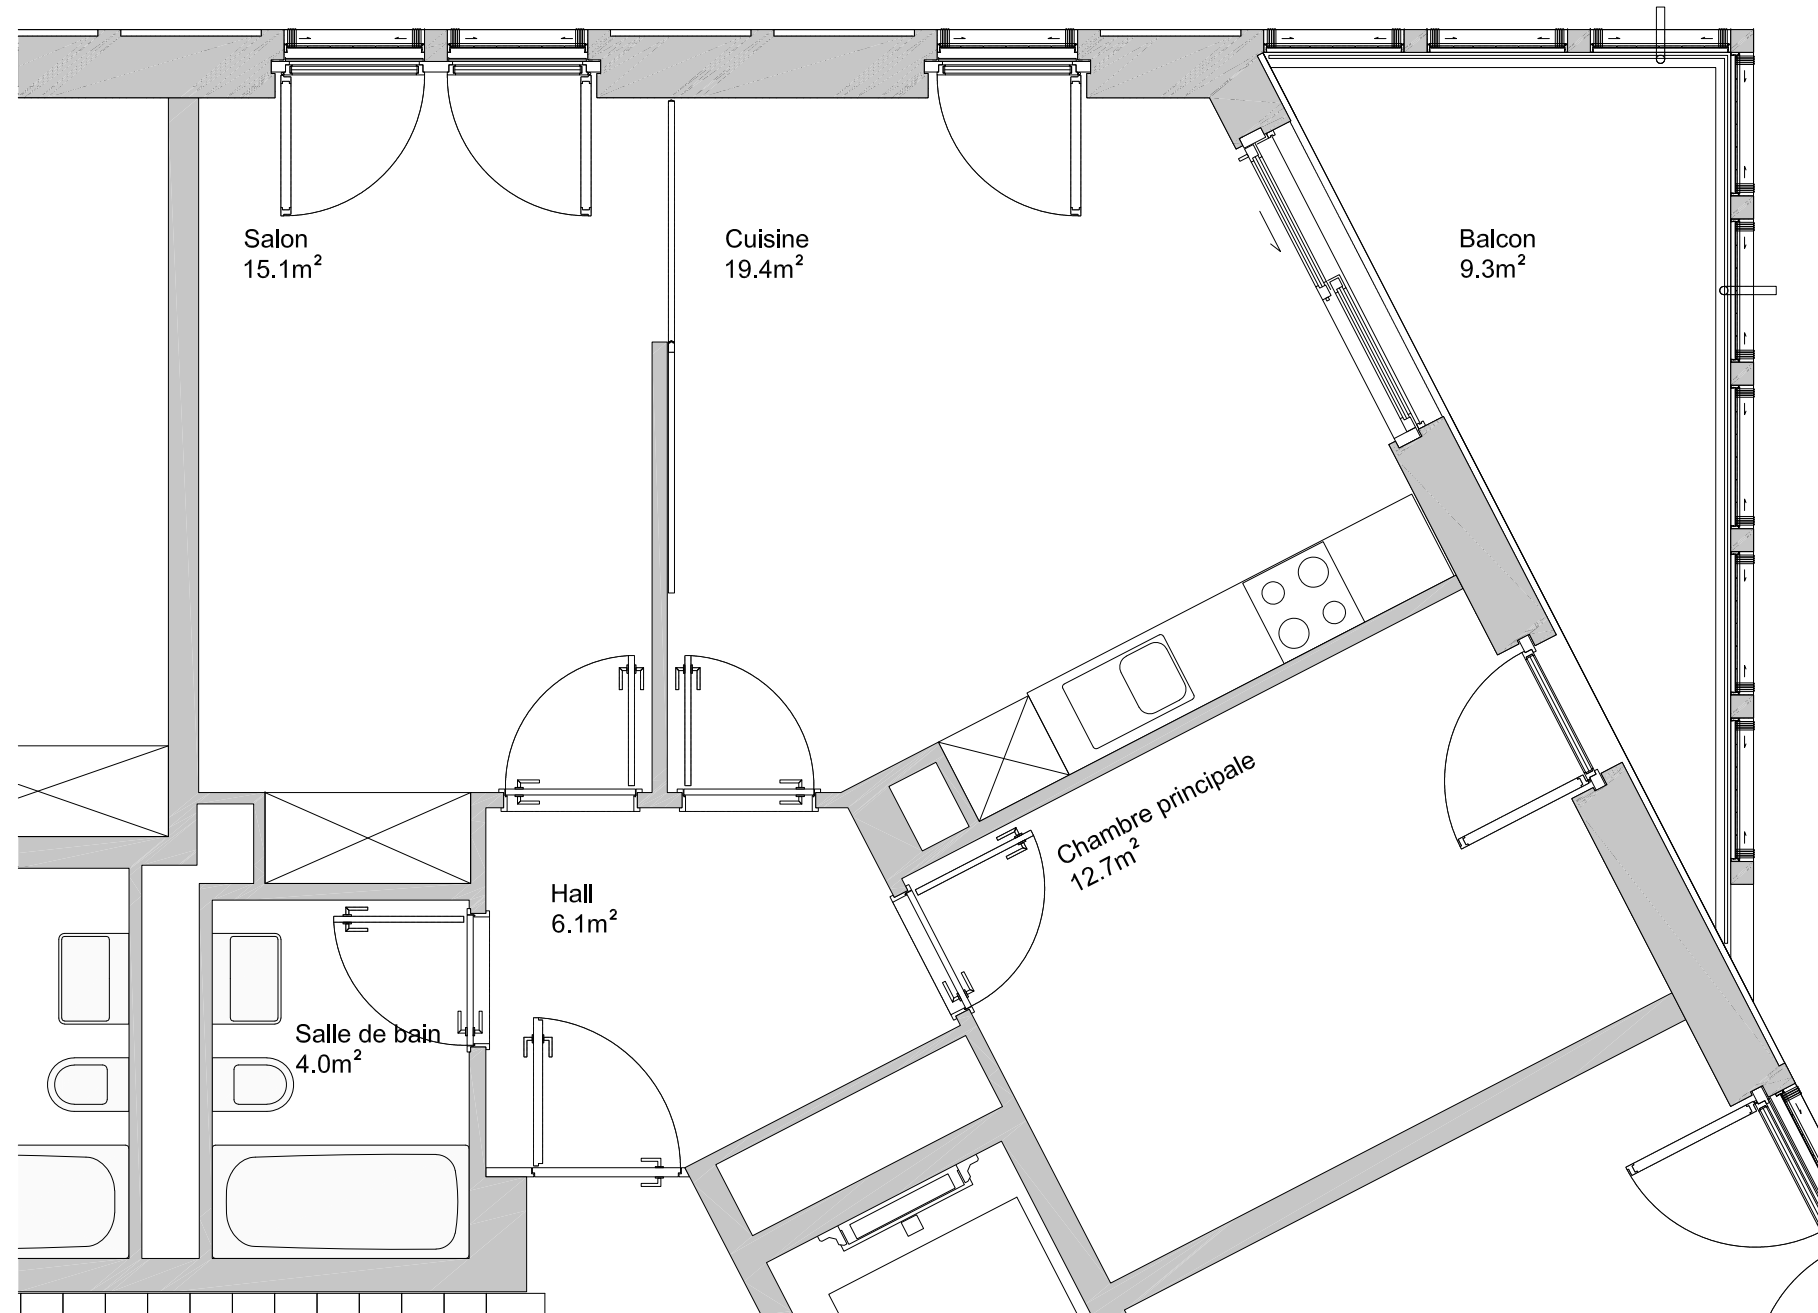 Salon
15.1m²
Cuisine
19.4m²
Balcon
9.3m²
Chambre principale
12.7m²
Hall
6.1m²
Salle de bain
4.0m²